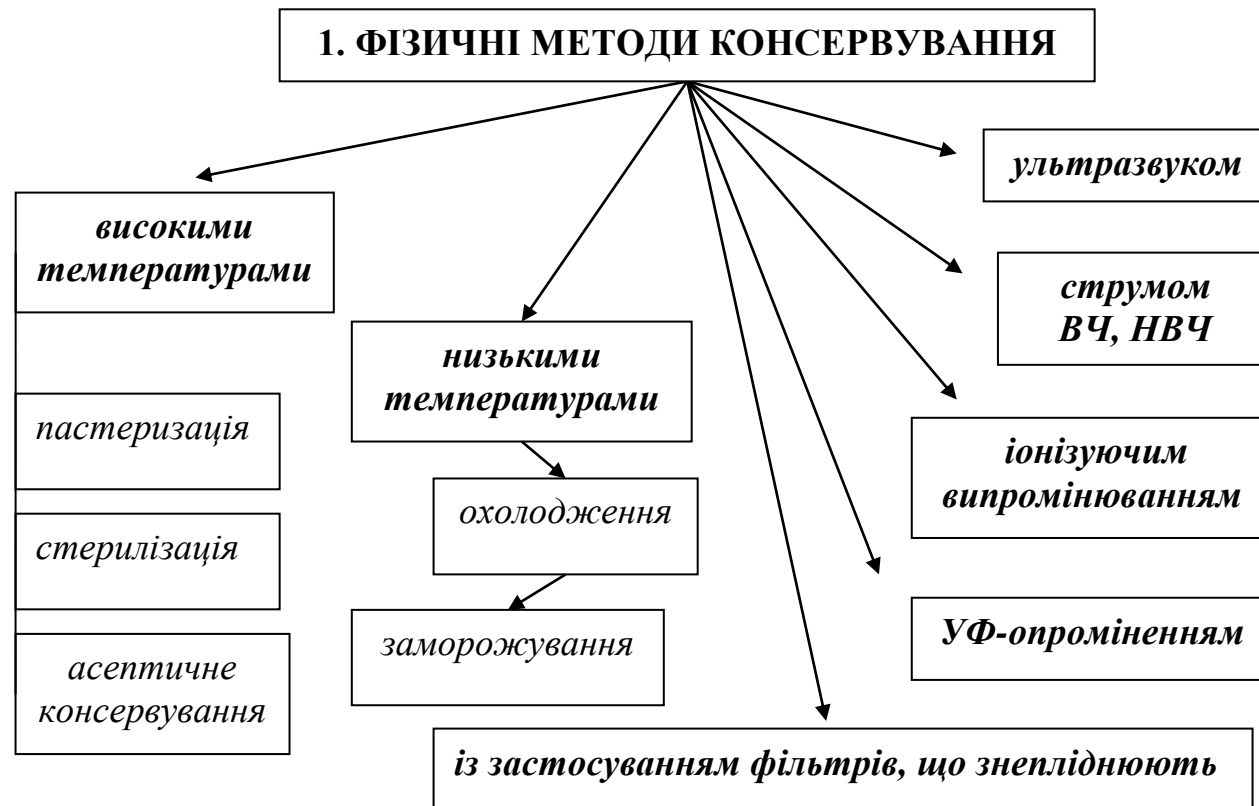 1. ФІЗИЧНІ МЕТОДИ КОНСЕРВУВАННЯ
високими
температурами
пастеризація
стерилізація
асептичне
консервування
низькими
температурами
охолодження
заморожування
ультразвуком
струмом
ВЧ, НВЧ
іонізуючим
випромінюванням
УФ-опроміненням
із застосуванням фільтрів, що знепліднюють